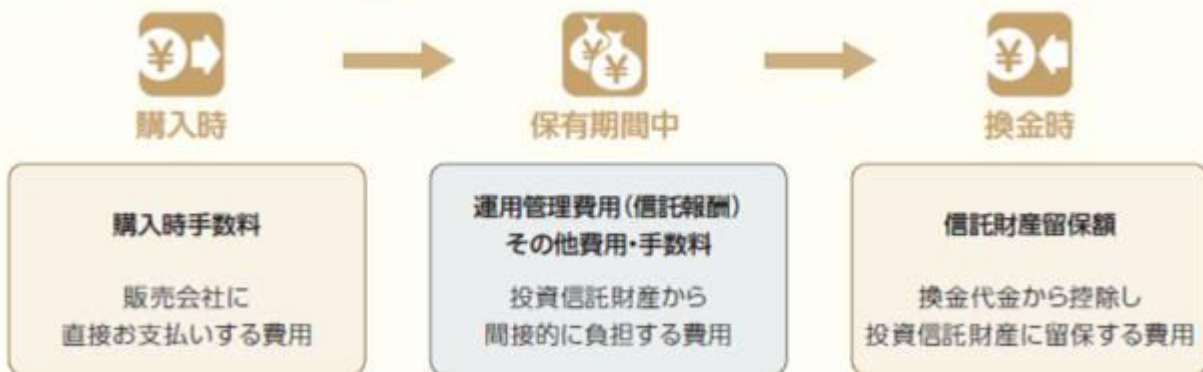 購入時
保有期間中
換金時
購入時手数料
販売会社に
直接お支払いする費用
運用管理費用(信託報酬)
その他費用・手数料
投資信託財産から
間接的に負担する費用
信託財産留保額
換金代金から控除し
投資信託財産に留保する費用